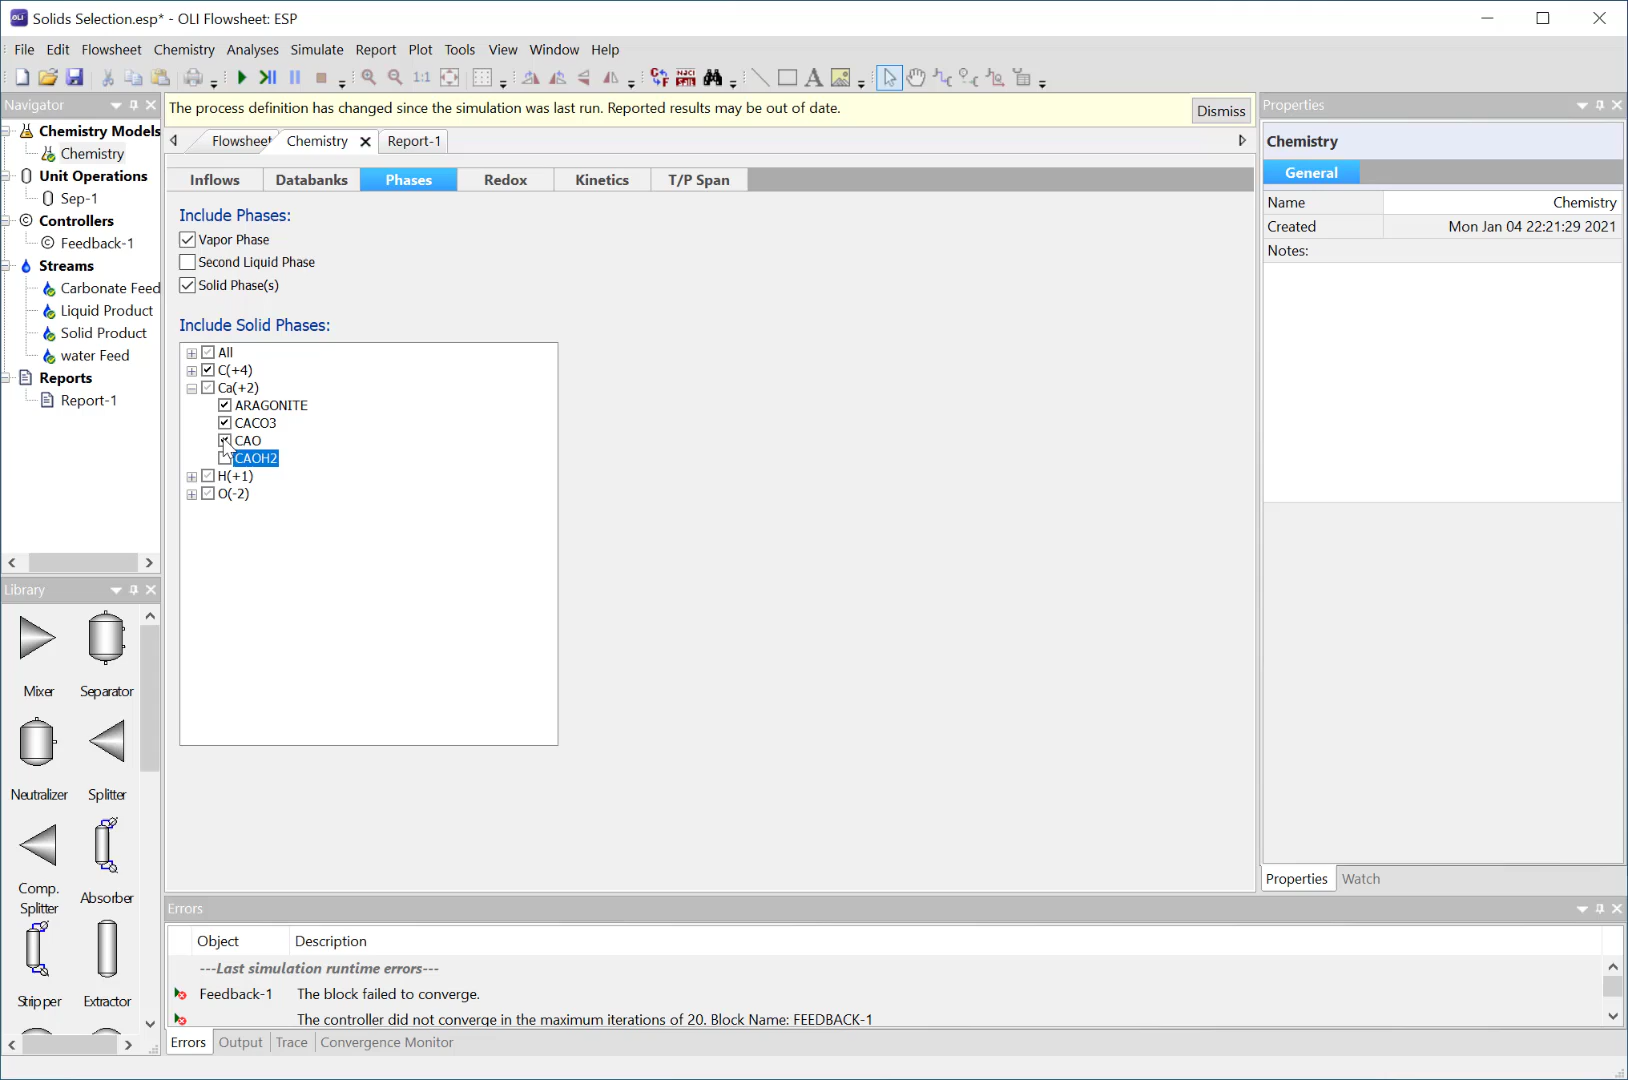 Solids Selection.esp* - OLI Flowsheet: ESP
File Edit Flowsheet Chemistry Analyses Simulate Report Plot Tools View Window Help
1:1
Navigator
Chemistry Models
Chemistry
Unit Operations
Sep-1
Controllers
Feedback-1
Streams
Carbonate Feed
Liquid Product
Solid Product
water Feed
Reports
Report-1
Library
Mixer Separator
Neutralizer Splitter
Comp. Splitter Absorber
Stripper Extractor
The process definition has changed since the simulation was last run. Reported results may be out of date. Dismiss
Flowsheet Chemistry Report-1
Inflows Databanks Phases Redox Kinetics T/P Span
Include Phases:
Vapor Phase
Second Liquid Phase
Solid Phase(s)
Include Solid Phases:
All
C(+4)
Ca(+2)
ARAGONITE
CACO3
CAO
CAOH2
H(+1)
O(-2)
Properties
Chemistry
General
Name Chemistry
Created Mon Jan 04 22:21:29 2021
Notes:
Properties Watch
Errors
Object Description
---Last simulation runtime errors---
Feedback-1 The block failed to converge.
The controller did not converge in the maximum iterations of 20. Block Name: FEEDBACK-1
Errors Output Trace Convergence Monitor